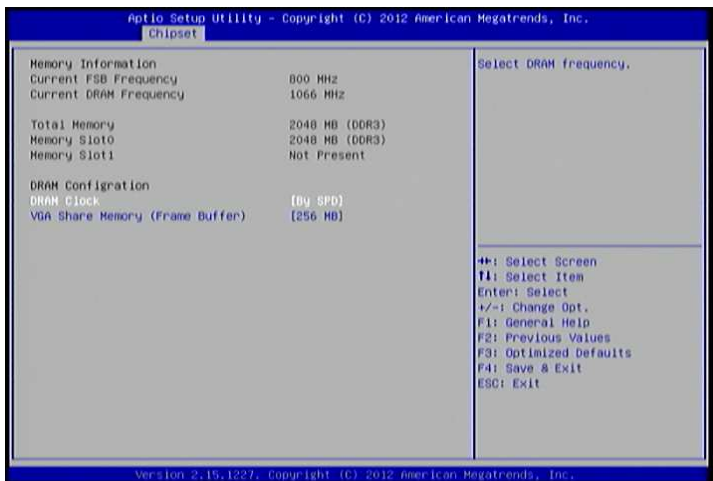 Aptio Setup Utility - Copyright (C) 2012 American Megatrends, Inc.
Chipset
Memory Information
Current FSB Frequency 800 MHz
Current DRAM Frequency 1066 MHz
Total Memory 2048 MB (DDR3)
Memory Slot0 2048 MB (DDR3)
Memory Slot1 Not Present
DRAM Configration
DRAM Clock [By SPD]
VGA Share Memory (Frame Buffer) [256 MB]
Select DRAM frequency.
→←: Select Screen
↑↓: Select Item
Enter: Select
+/-: Change Opt.
F1: General Help
F2: Previous Values
F3: Optimized Defaults
F4: Save & Exit
ESC: Exit
Version 2.15.1227. Copyright (C) 2012 American Megatrends, Inc.